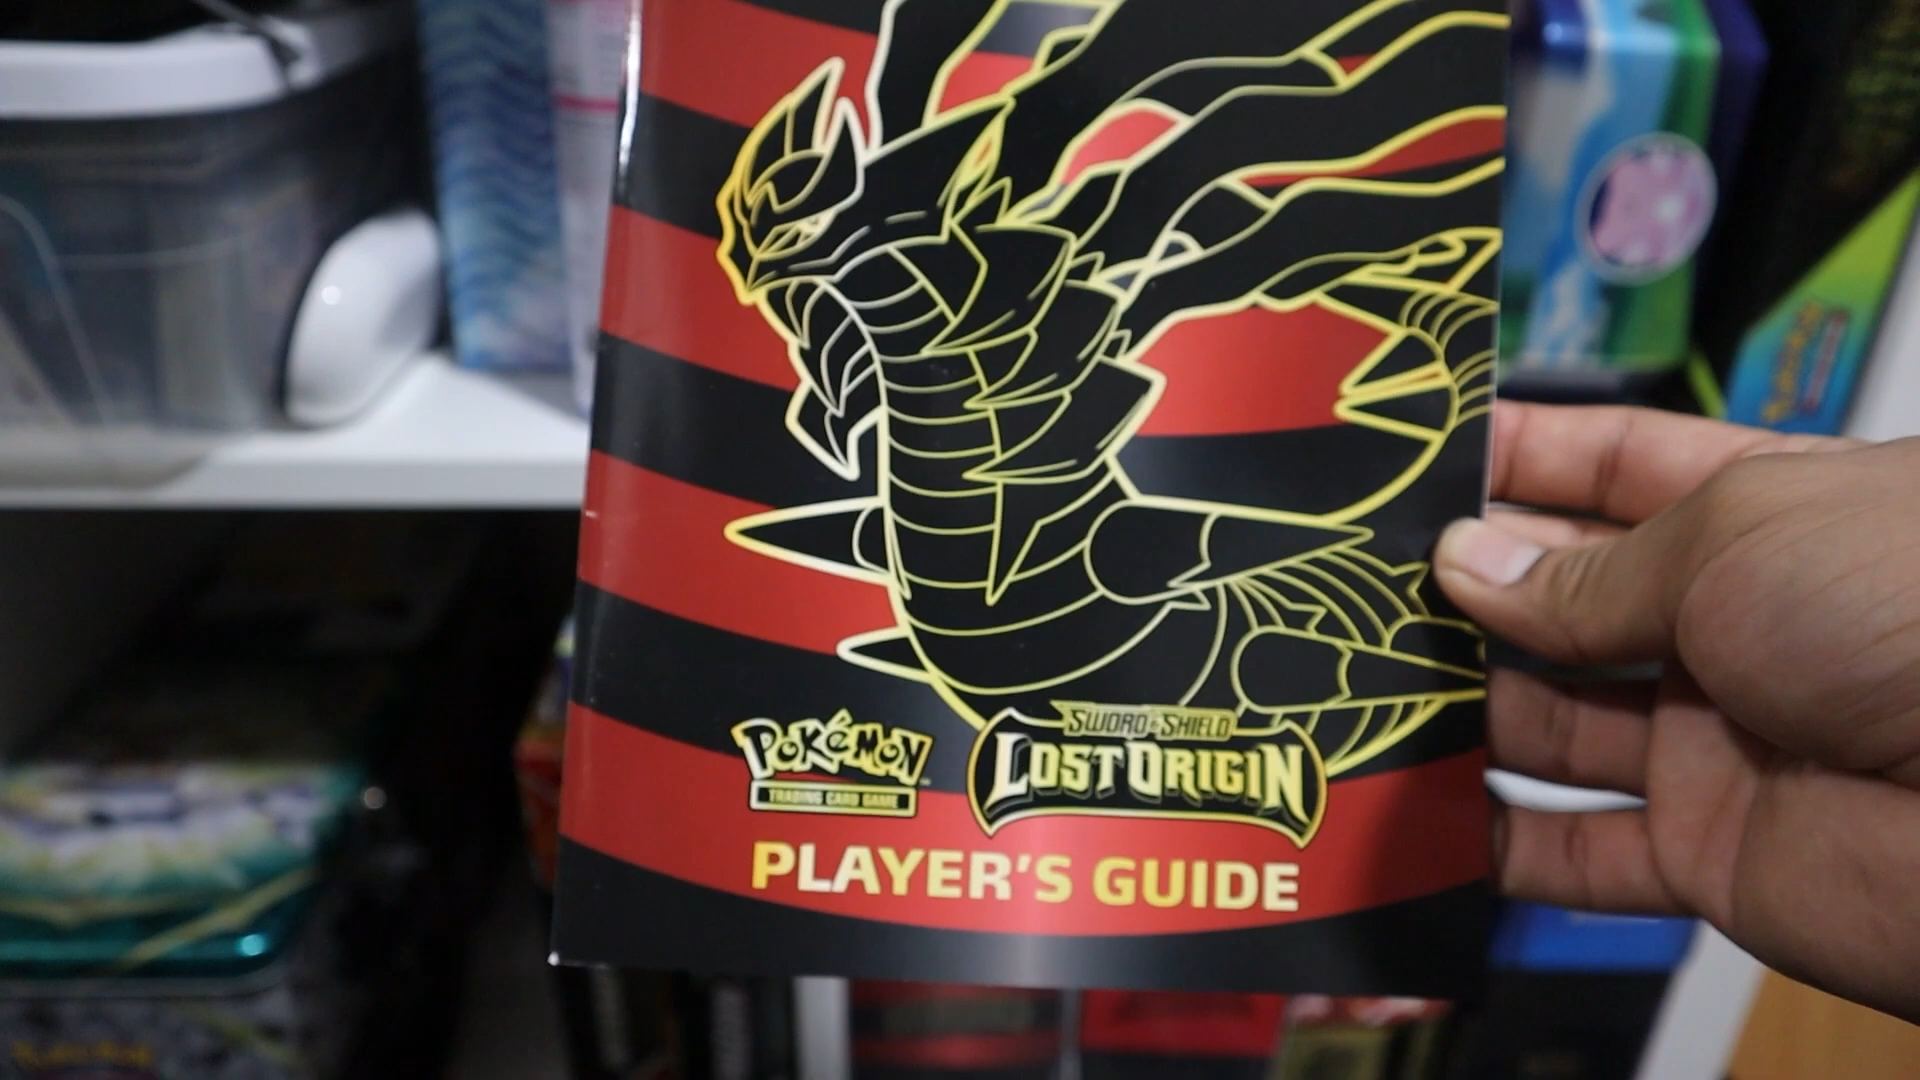 POKÉMON
TRADING CARD GAME
SWORD & SHIELD
LOST ORIGIN
PLAYER'S GUIDE